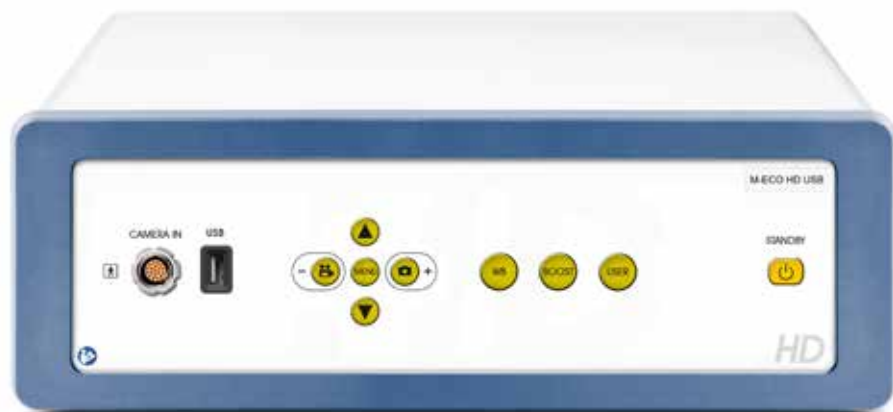 M-ECO HD USB
CAMERA IN
USB
STANDBY
- MENU +
WB
BOOST
USER
HD